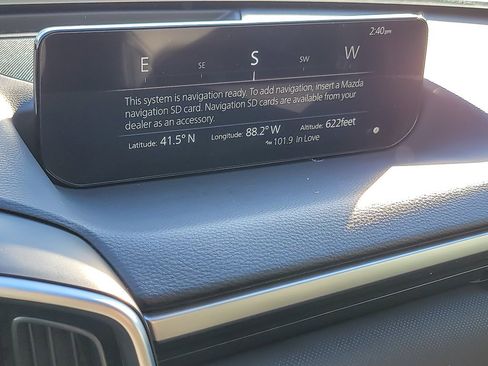 2:40pm
E SE S SW W
This system is navigation ready. To add navigation, insert a Mazda
navigation SD card. Navigation SD cards are available from your
dealer as an accessory.
Latitude: 41.5° N Longitude: 88.2° W Altitude: 622feet
101.9 In Love